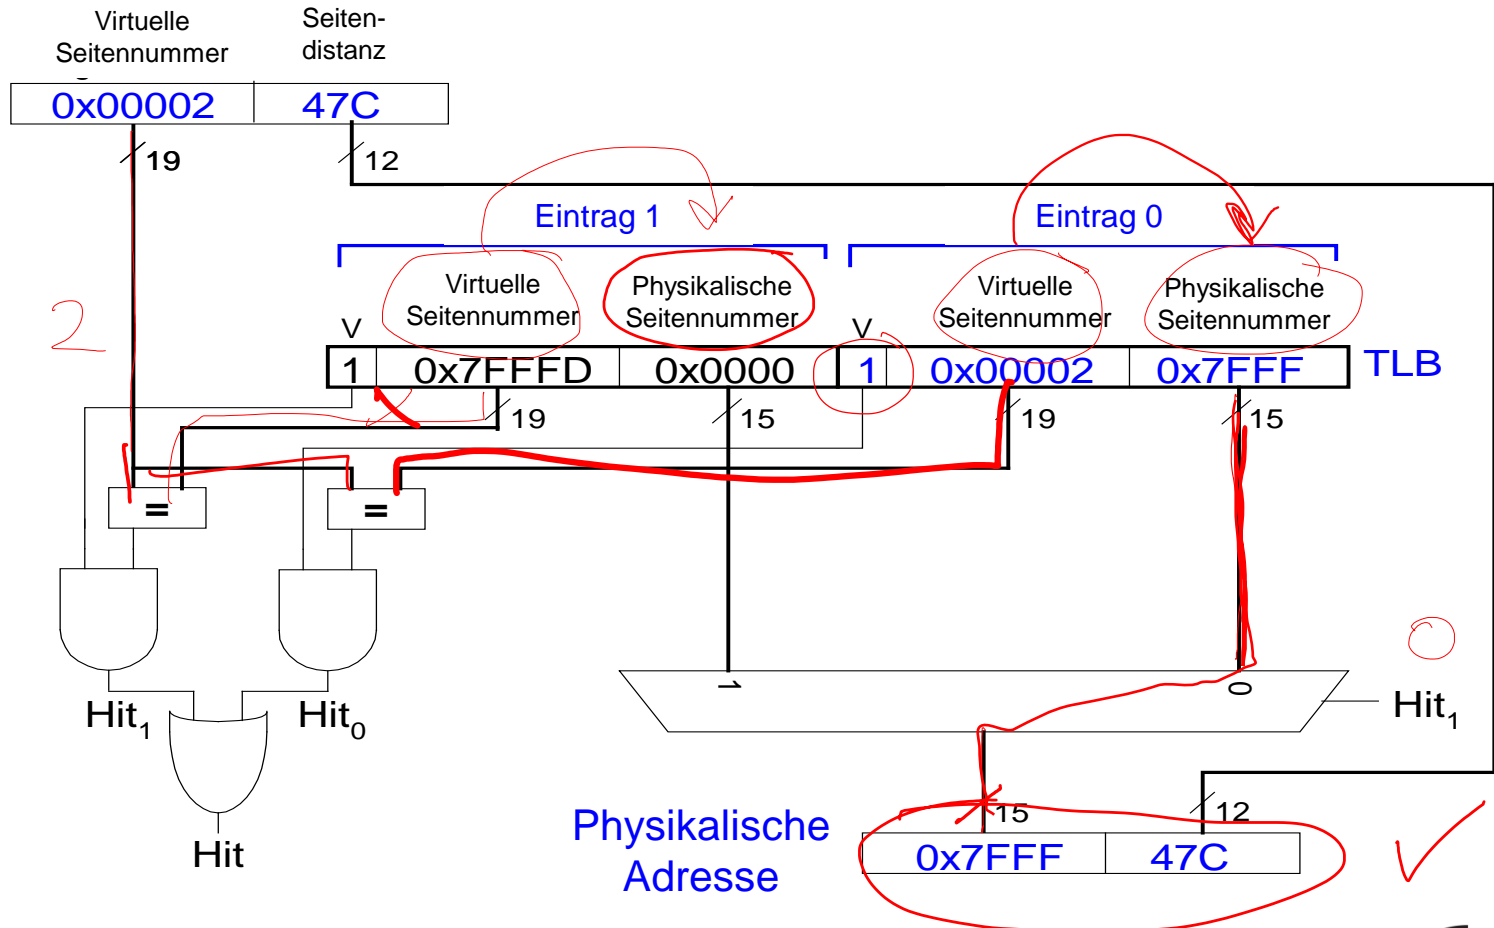 Virtuelle Seitennummer
Seiten-distanz
0x00002 47C
19 12
Eintrag 1 Eintrag 0
2
V Virtuelle Seitennummer Physikalische Seitennummer V Virtuelle Seitennummer Physikalische Seitennummer
1 0x7FFFD 0x0000 1 0x00002 0x7FFF TLB
19 15 19 15
= =
1 0
Hit1 Hit0 Hit1
0
Hit
Physikalische
Adresse
15 12
0x7FFF 47C